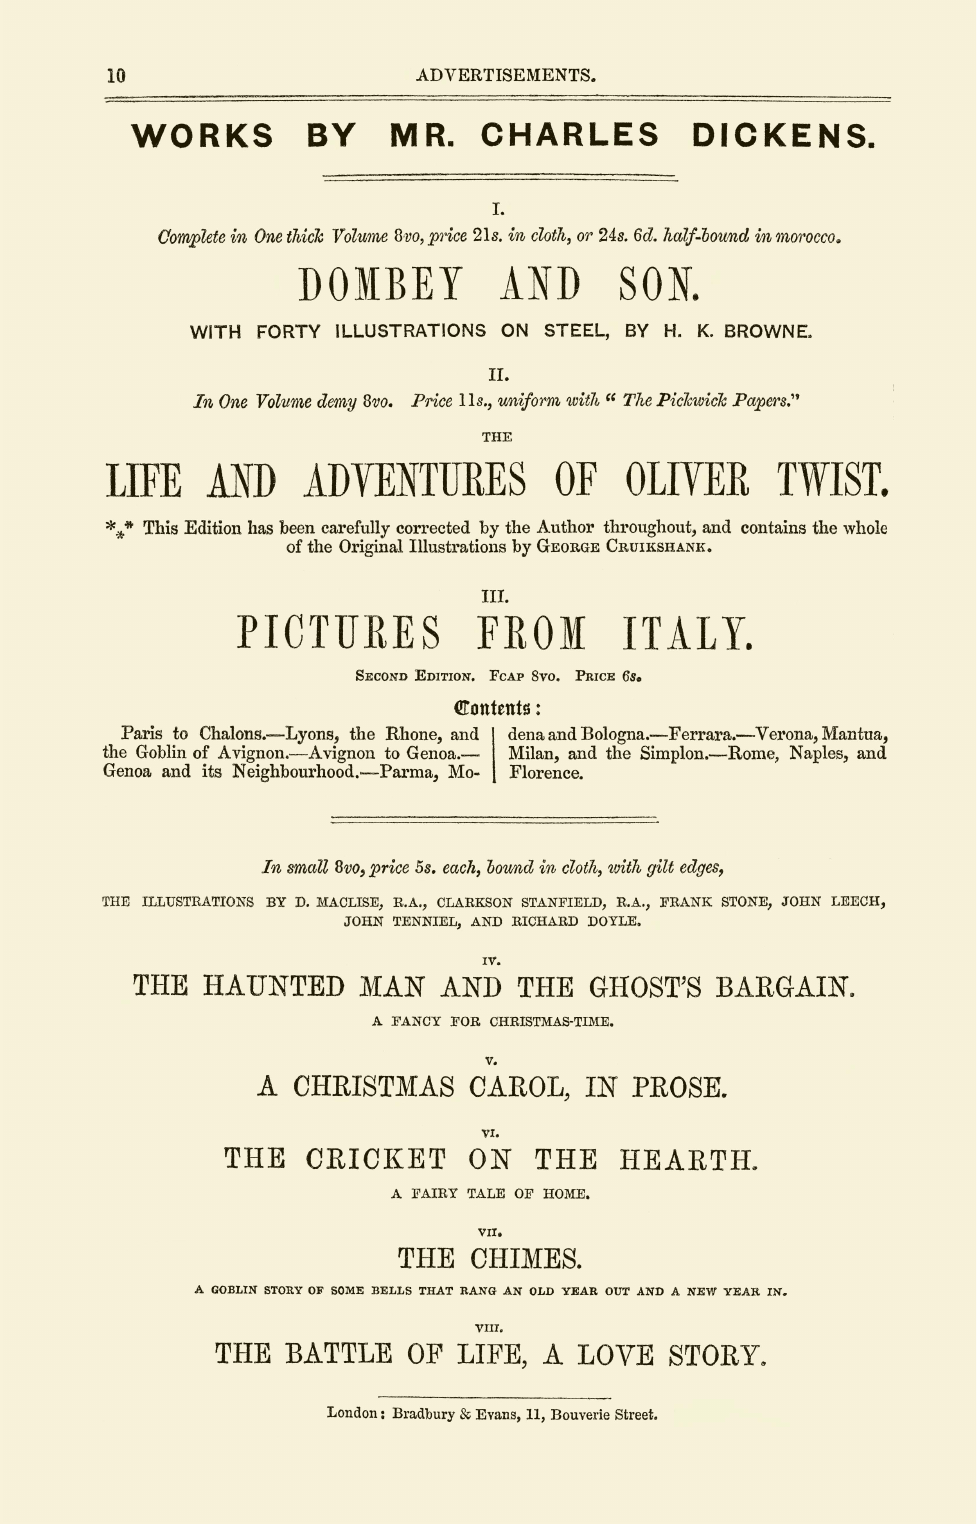 10
ADVERTISEMENTS.
WORKS BY MR. CHARLES DICKENS.
I.
Complete in One thick Volume 8vo, price 21s. in cloth, or 24s. 6d. half-bound in morocco.
DOMBEY AND SON.
WITH FORTY ILLUSTRATIONS ON STEEL, BY H. K. BROWNE.
II.
In One Volume demy 8vo. Price 11s., uniform with “ The Pickwick Papers.”
THE
LIFE AND ADVENTURES OF OLIVER TWIST.
*⁎* This Edition has been carefully corrected by the Author throughout, and contains the whole
of the Original Illustrations by GEORGE CRUIKSHANK.
III.
PICTURES FROM ITALY.
SECOND EDITION. FCAP 8VO. PRICE 6s.
Contents :
Paris to Chalons.—Lyons, the Rhone, and
the Goblin of Avignon.—Avignon to Genoa.—
Genoa and its Neighbourhood.—Parma, Mo-
dena and Bologna.—Ferrara.—Verona, Mantua,
Milan, and the Simplon.—Rome, Naples, and
Florence.
In small 8vo, price 5s. each, bound in cloth, with gilt edges,
THE ILLUSTRATIONS BY D. MACLISE, R.A., CLARKSON STANFIELD, R.A., FRANK STONE, JOHN LEECH,
JOHN TENNIEL, AND RICHARD DOYLE.
IV.
THE HAUNTED MAN AND THE GHOST'S BARGAIN.
A FANCY FOR CHRISTMAS-TIME.
V.
A CHRISTMAS CAROL, IN PROSE.
VI.
THE CRICKET ON THE HEARTH.
A FAIRY TALE OF HOME.
VII.
THE CHIMES.
A GOBLIN STORY OF SOME BELLS THAT RANG AN OLD YEAR OUT AND A NEW YEAR IN.
VIII.
THE BATTLE OF LIFE, A LOVE STORY.
London: Bradbury & Evans, 11, Bouverie Street.